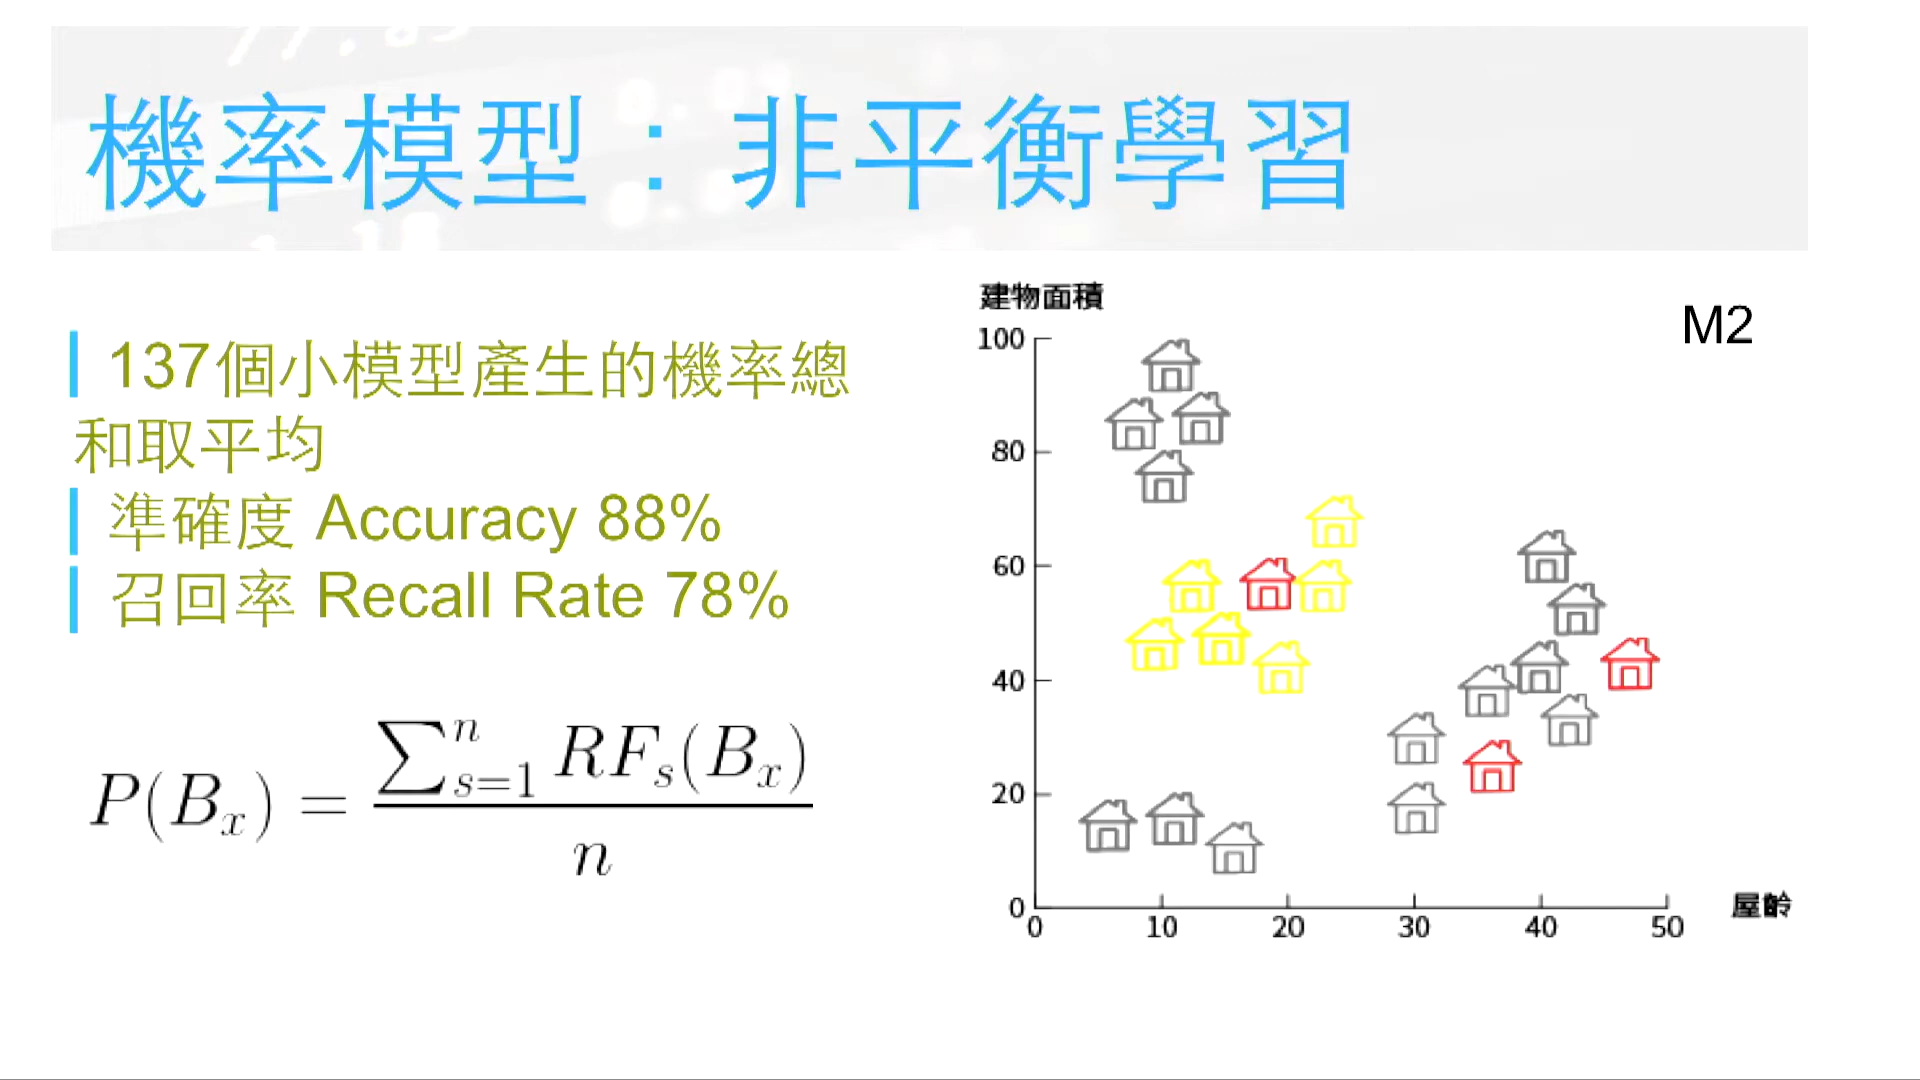 機率模型：非平衡學習
137個小模型產生的機率總
和取平均
準確度 Accuracy 88%
召回率 Recall Rate 78%
P(B_x) = \frac{\sum_{s=1}^{n} RF_s(B_x)}{n}
建物面積
M2
100
80
60
40
20
0
0 10 20 30 40 50
屋齡